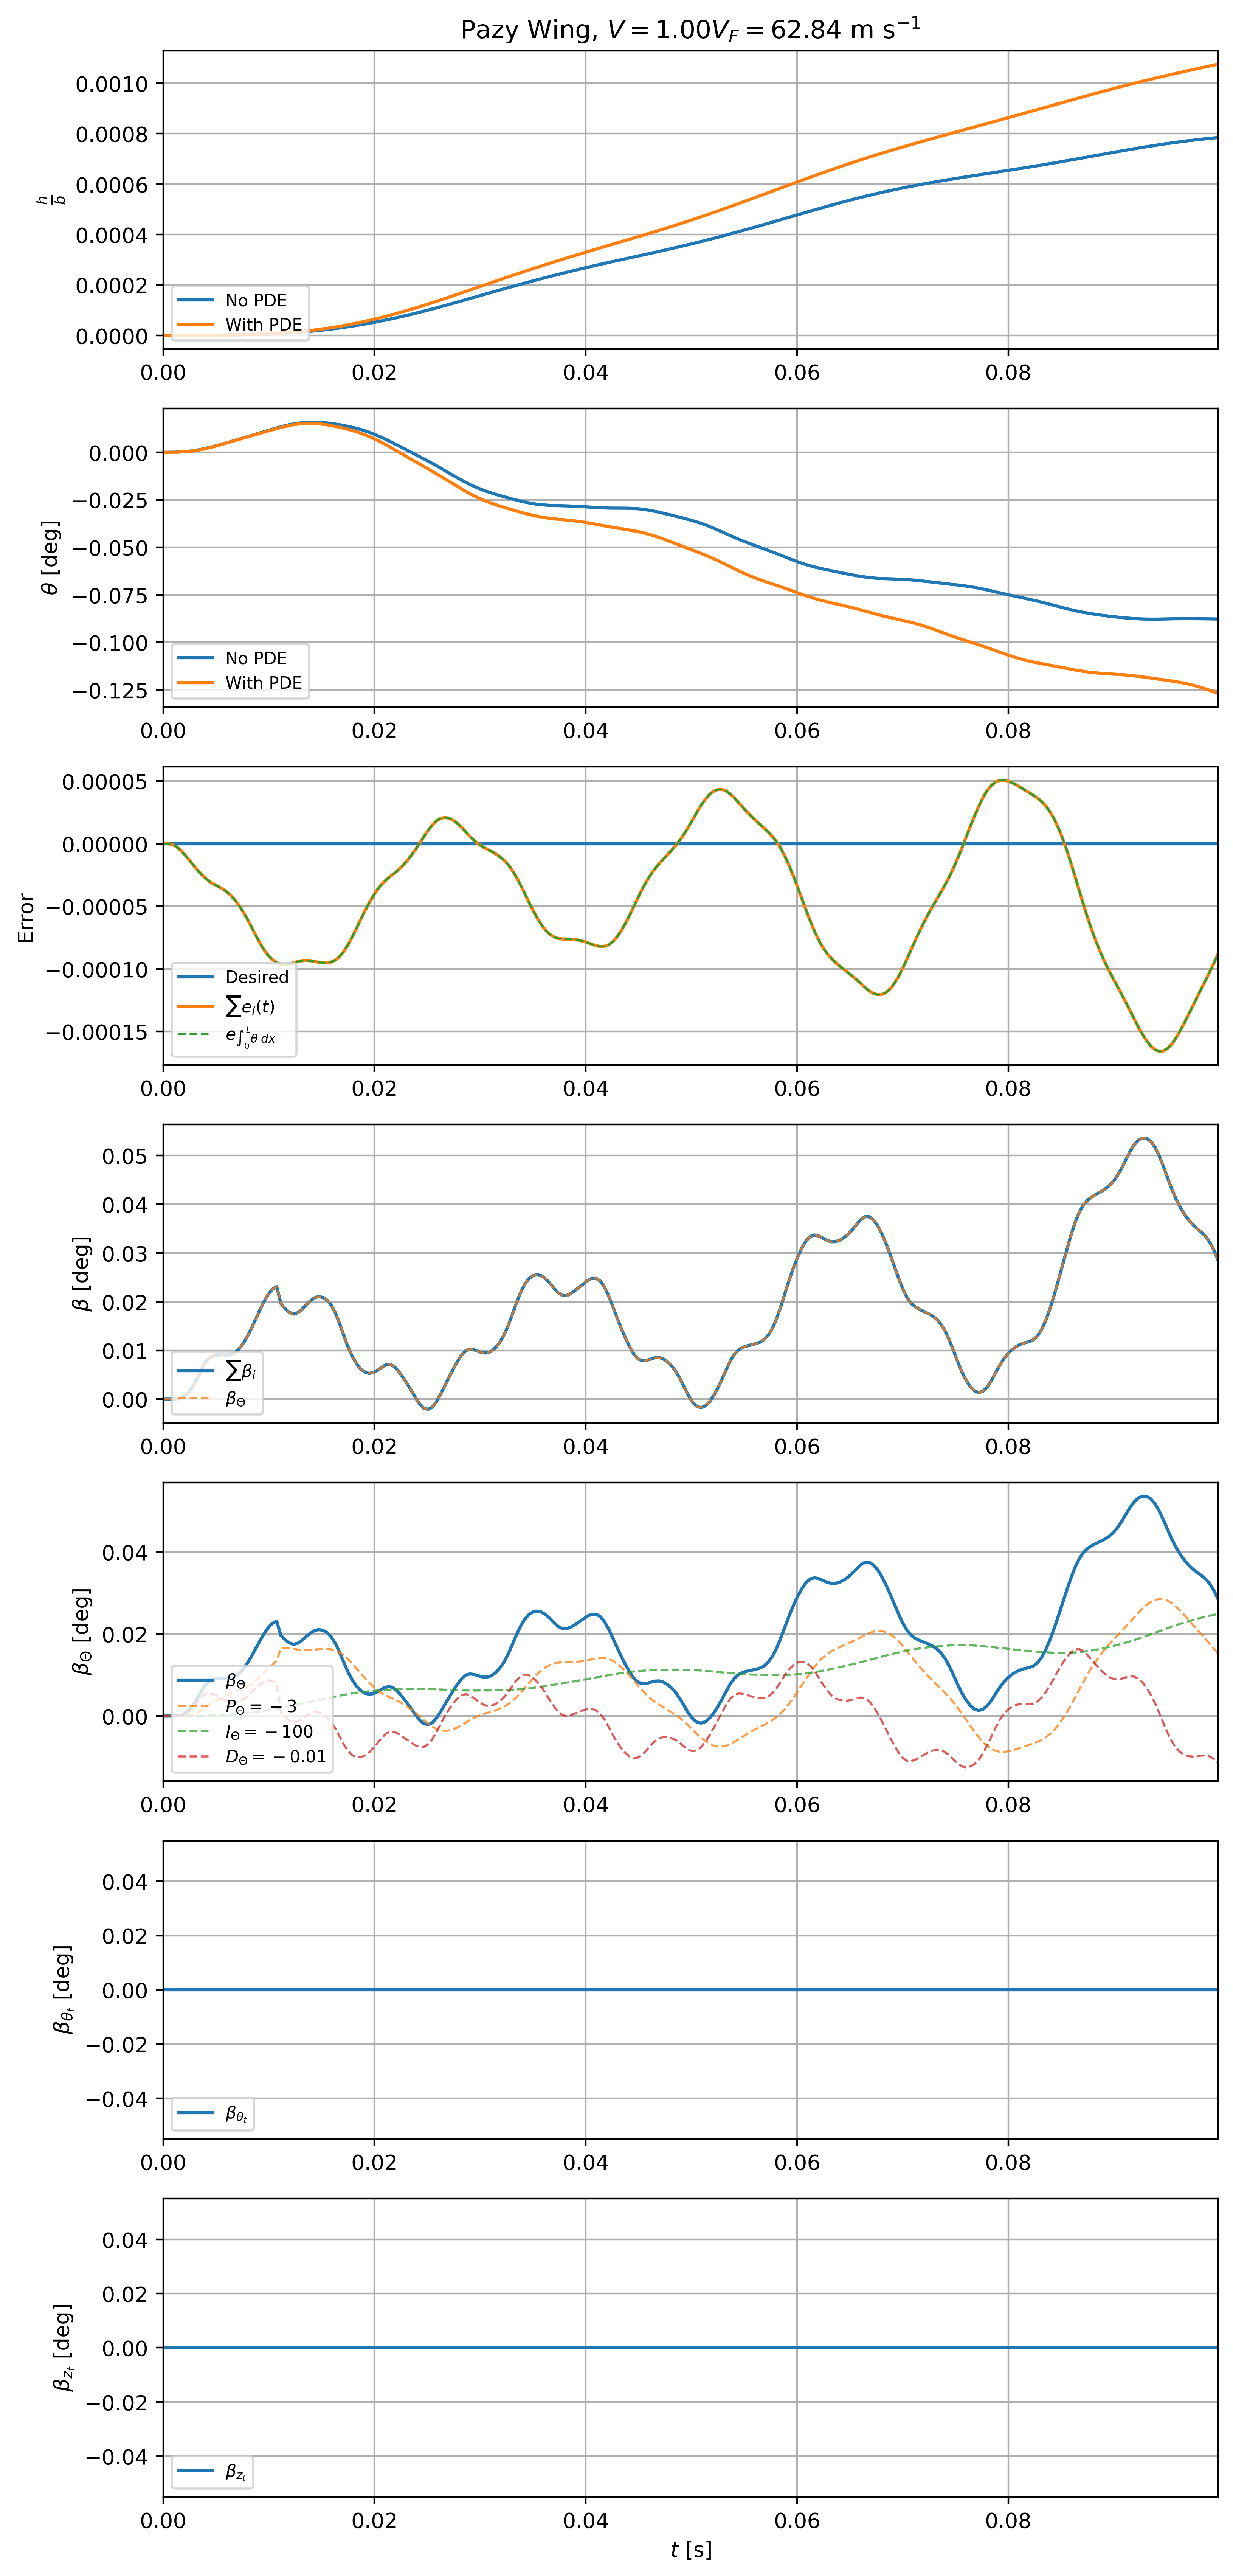 Pazy Wing, V = 1.00V_F = 62.84 m s⁻¹
h/b
0.0010
0.0008
0.0006
0.0004
0.0002
0.0000
No PDE
With PDE
0.00 0.02 0.04 0.06 0.08
θ [deg]
0.000
−0.025
−0.050
−0.075
−0.100
−0.125
No PDE
With PDE
0.00 0.02 0.04 0.06 0.08
Error
0.00005
0.00000
−0.00005
−0.00010
−0.00015
Desired
∑e_i(t)
e_{∫_0^L θ dx}
0.00 0.02 0.04 0.06 0.08
β [deg]
0.05
0.04
0.03
0.02
0.01
0.00
∑β_i
β_Θ
0.00 0.02 0.04 0.06 0.08
β_Θ [deg]
0.04
0.02
0.00
β_Θ
P_Θ = −3
I_Θ = −100
D_Θ = −0.01
0.00 0.02 0.04 0.06 0.08
β_{θ_t} [deg]
0.04
0.02
0.00
−0.02
−0.04
β_{θ_t}
0.00 0.02 0.04 0.06 0.08
β_{z_t} [deg]
0.04
0.02
0.00
−0.02
−0.04
β_{z_t}
0.00 0.02 0.04 0.06 0.08
t [s]